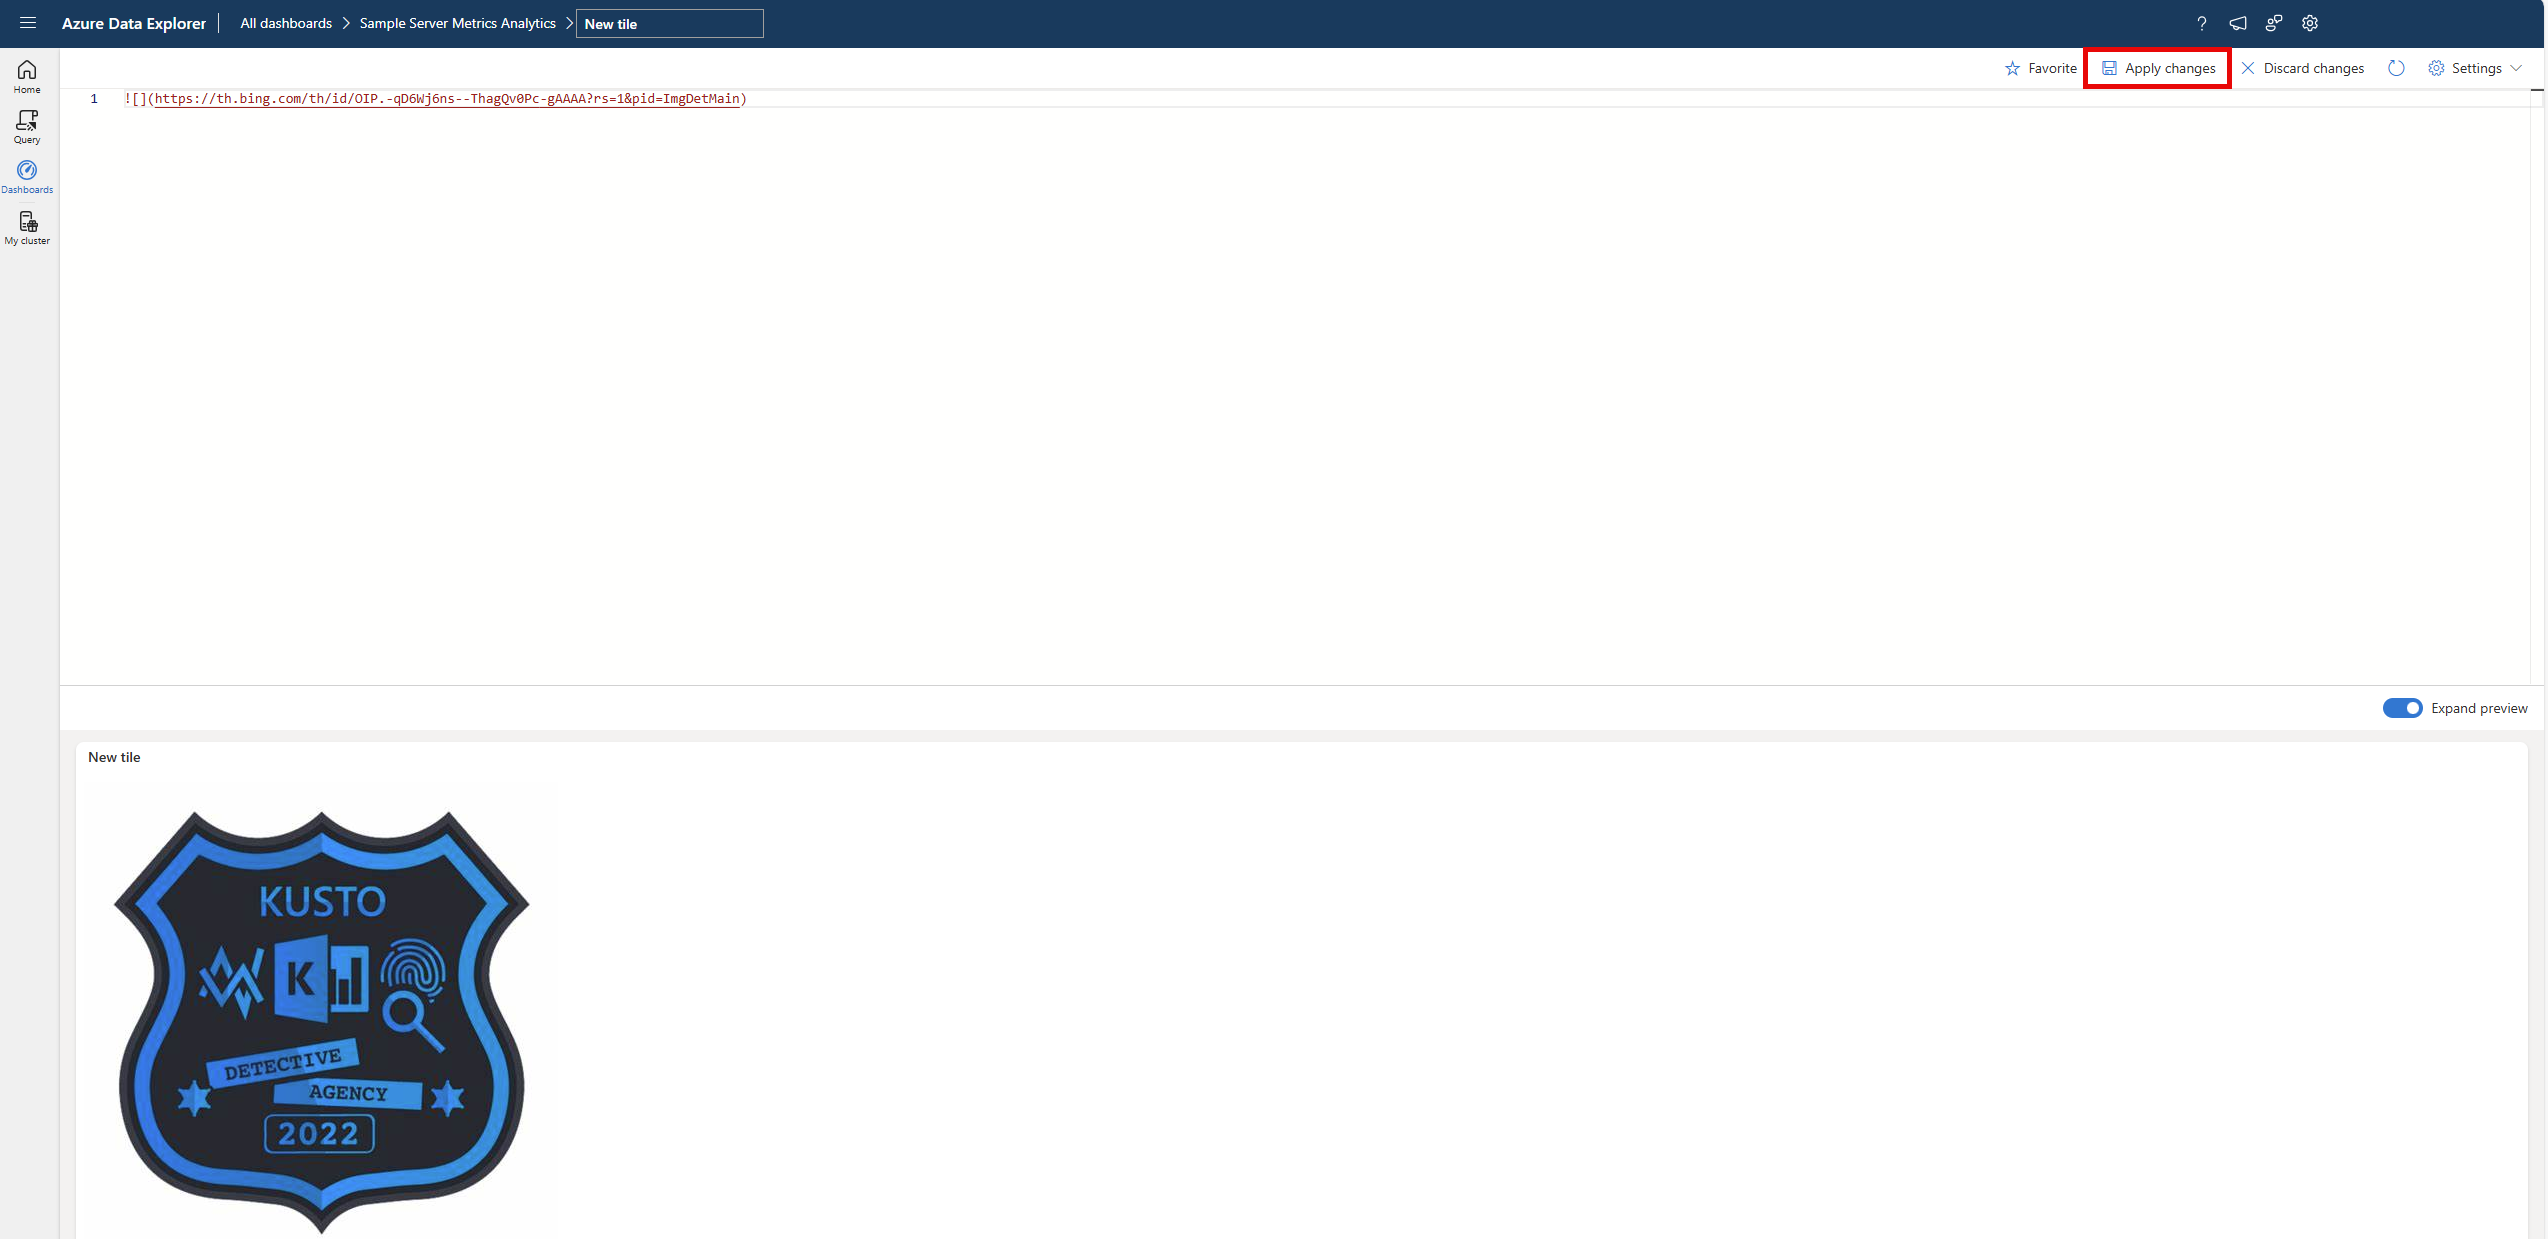 Azure Data Explorer
All dashboards
Sample Server Metrics Analytics
New tile
?
Home
Query
Dashboards
My cluster
Favorite
Apply changes
Discard changes
Settings
1
![](https://th.bing.com/th/id/OIP.-qD6Wj6ns--ThagQv0Pc-gAAAA?rs=1&pid=ImgDetMain)
Expand preview
New tile
KUSTO
K
DETECTIVE
AGENCY
2022